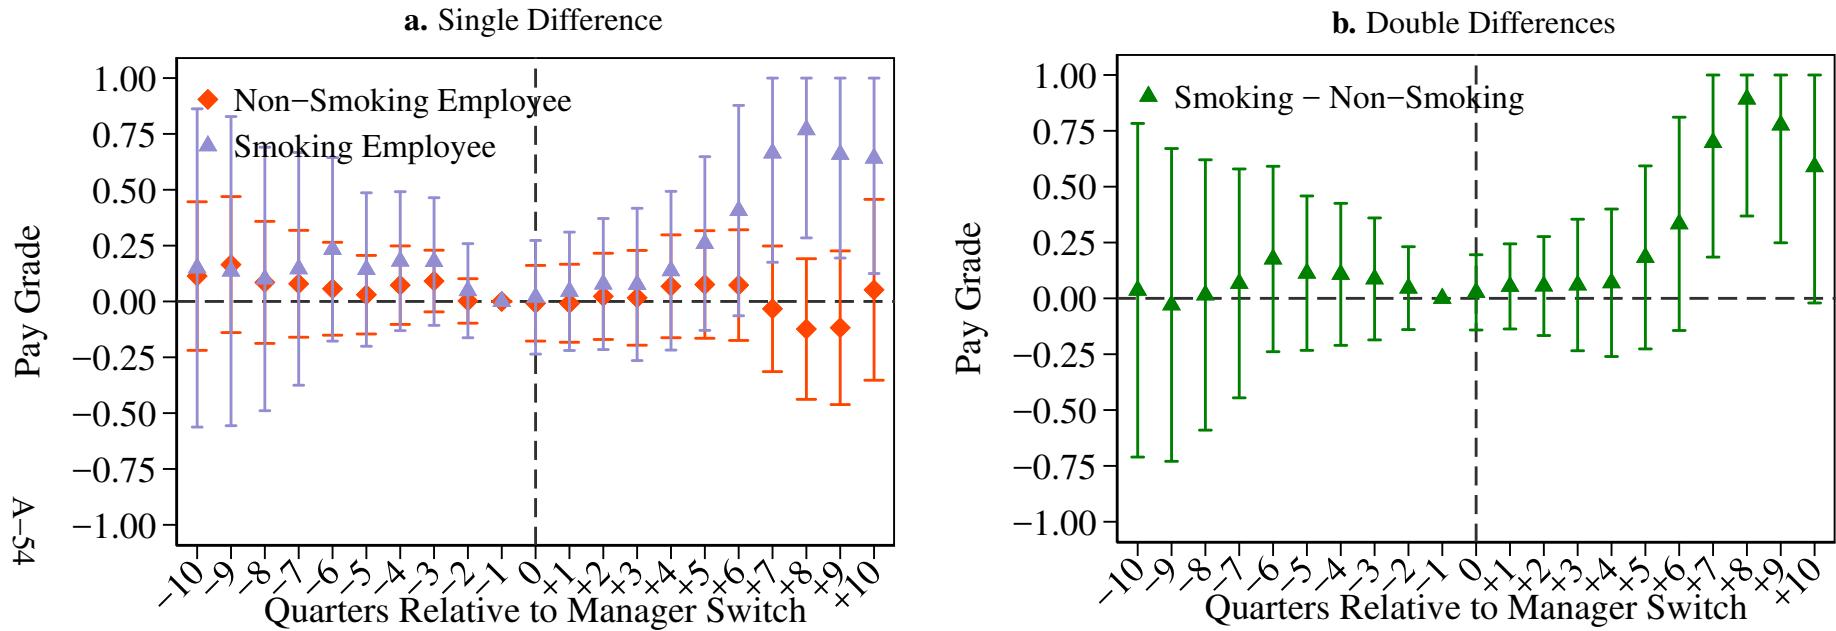 a. Single Difference
1.00
0.75
0.50
0.25
0.00
−0.25
−0.50
−0.75
−1.00
Pay Grade
Non−Smoking Employee
Smoking Employee
−10 −9 −8 −7 −6 −5 −4 −3 −2 −1 0 +1 +2 +3 +4 +5 +6 +7 +8 +9 +10
Quarters Relative to Manager Switch
A−54
b. Double Differences
1.00
0.75
0.50
0.25
0.00
−0.25
−0.50
−0.75
−1.00
Pay Grade
Smoking − Non−Smoking
−10 −9 −8 −7 −6 −5 −4 −3 −2 −1 0 +1 +2 +3 +4 +5 +6 +7 +8 +9 +10
Quarters Relative to Manager Switch